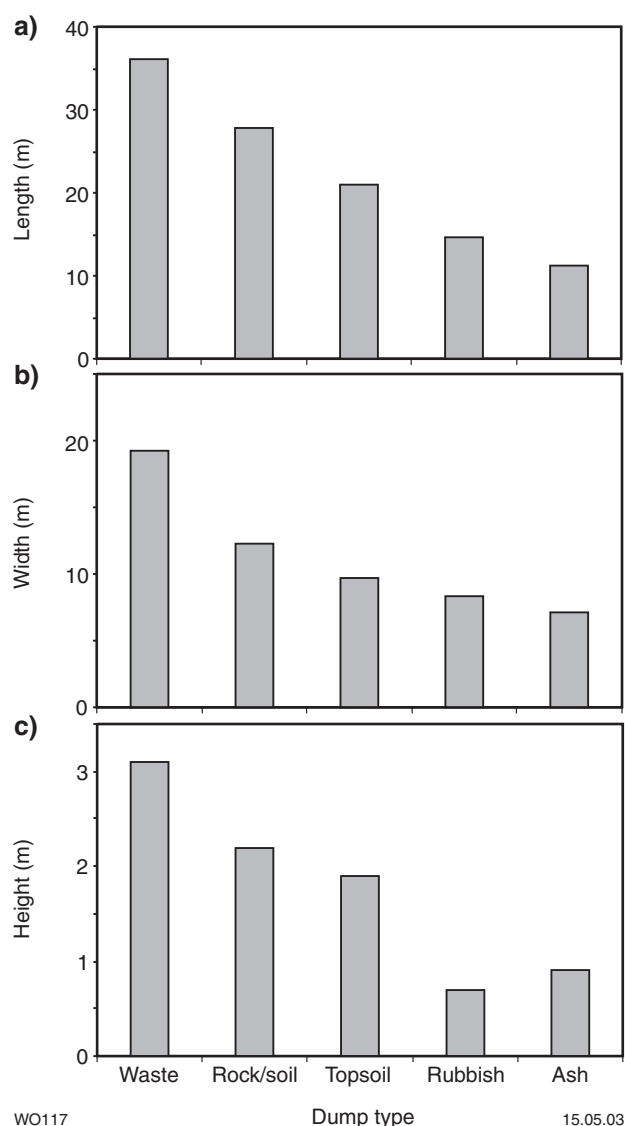 a)
40
30
20
10
0
Length (m)
b)
20
10
0
Width (m)
c)
3
2
1
0
Height (m)
Waste Rock/soil Topsoil Rubbish Ash
Dump type
WO117 15.05.03